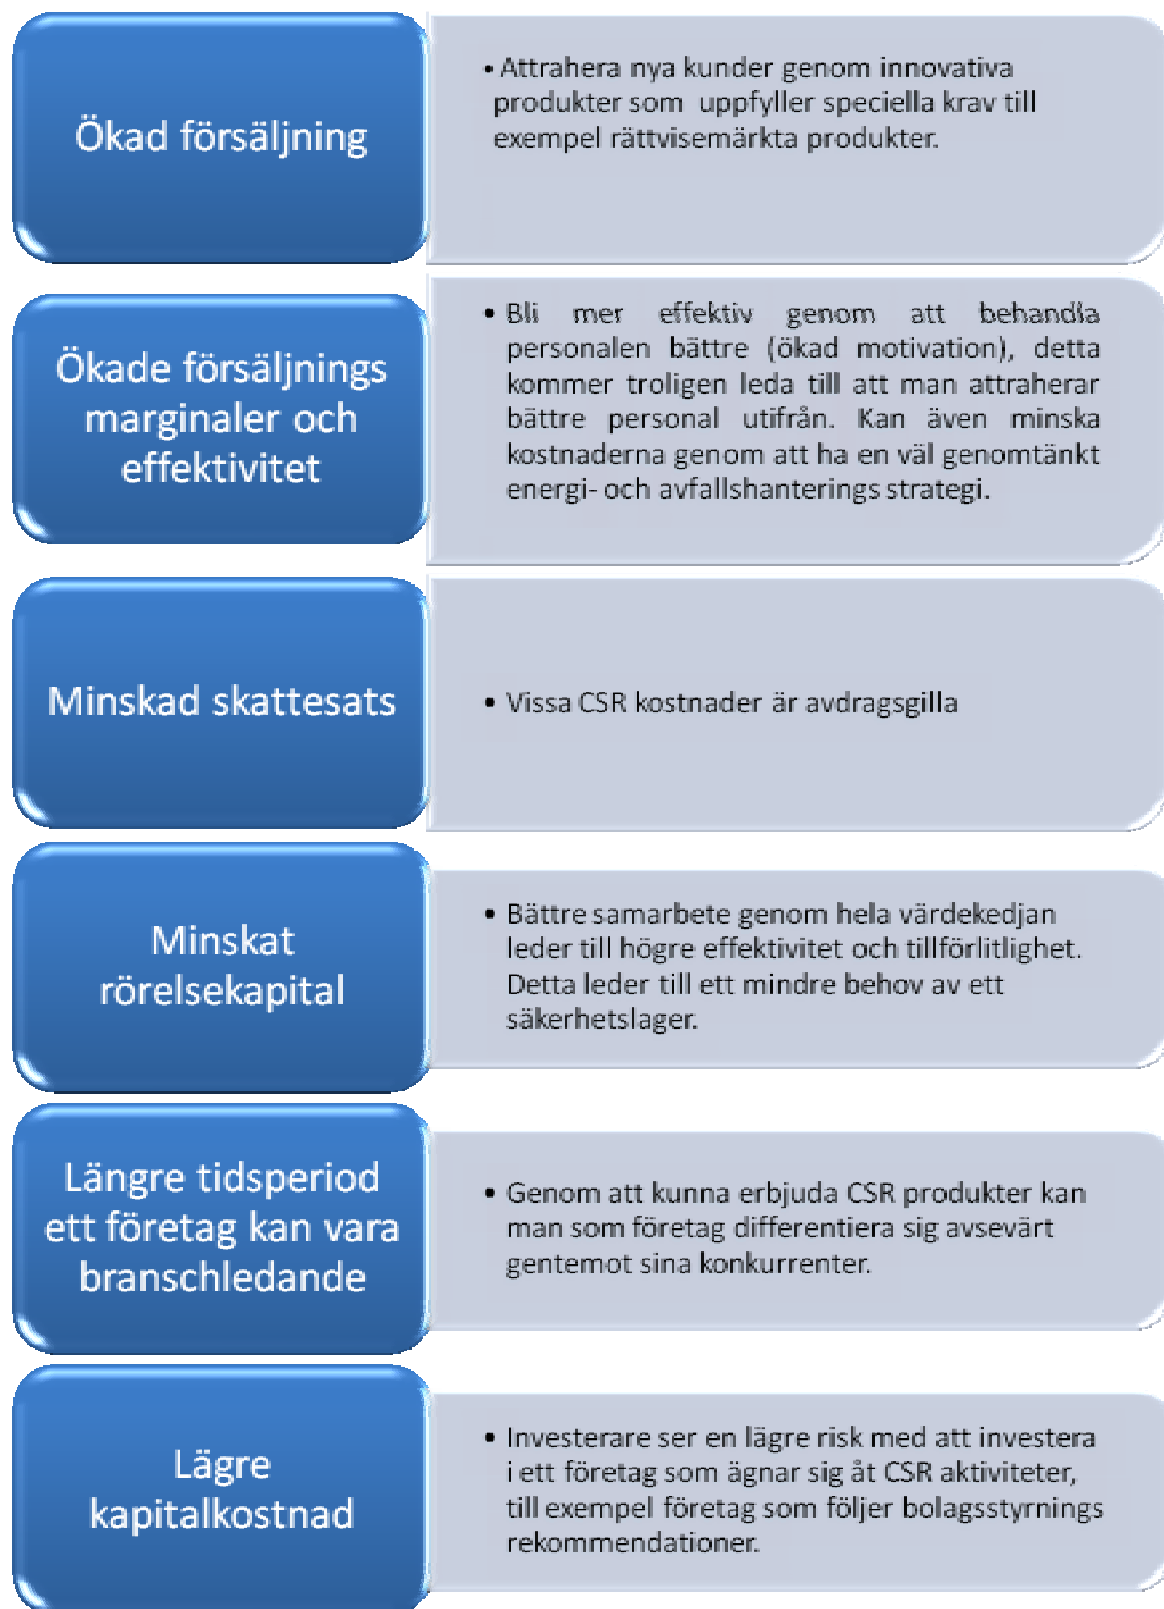 Ökad försäljning
• Attrahera nya kunder genom innovativa
produkter som uppfyller speciella krav till
exempel rättvisemärkta produkter.
Ökade försäljnings
marginaler och
effektivitet
• Bli mer effektiv genom att behandla
personalen bättre (ökad motivation), detta
kommer troligen leda till att man attraherar
bättre personal utifrån. Kan även minska
kostnaderna genom att ha en väl genomtänkt
energi- och avfallshanterings strategi.
Minskad skattesats
• Vissa CSR kostnader är avdragsgilla
Minskat
rörelsekapital
• Bättre samarbete genom hela värdekedjan
leder till högre effektivitet och tillförlitlighet.
Detta leder till ett mindre behov av ett
säkerhetslager.
Längre tidsperiod
ett företag kan vara
branschledande
• Genom att kunna erbjuda CSR produkter kan
man som företag differentiera sig avsevärt
gentemot sina konkurrenter.
Lägre
kapitalkostnad
• Investerare ser en lägre risk med att investera
i ett företag som ägnar sig åt CSR aktiviteter,
till exempel företag som följer bolagsstyrnings
rekommendationer.